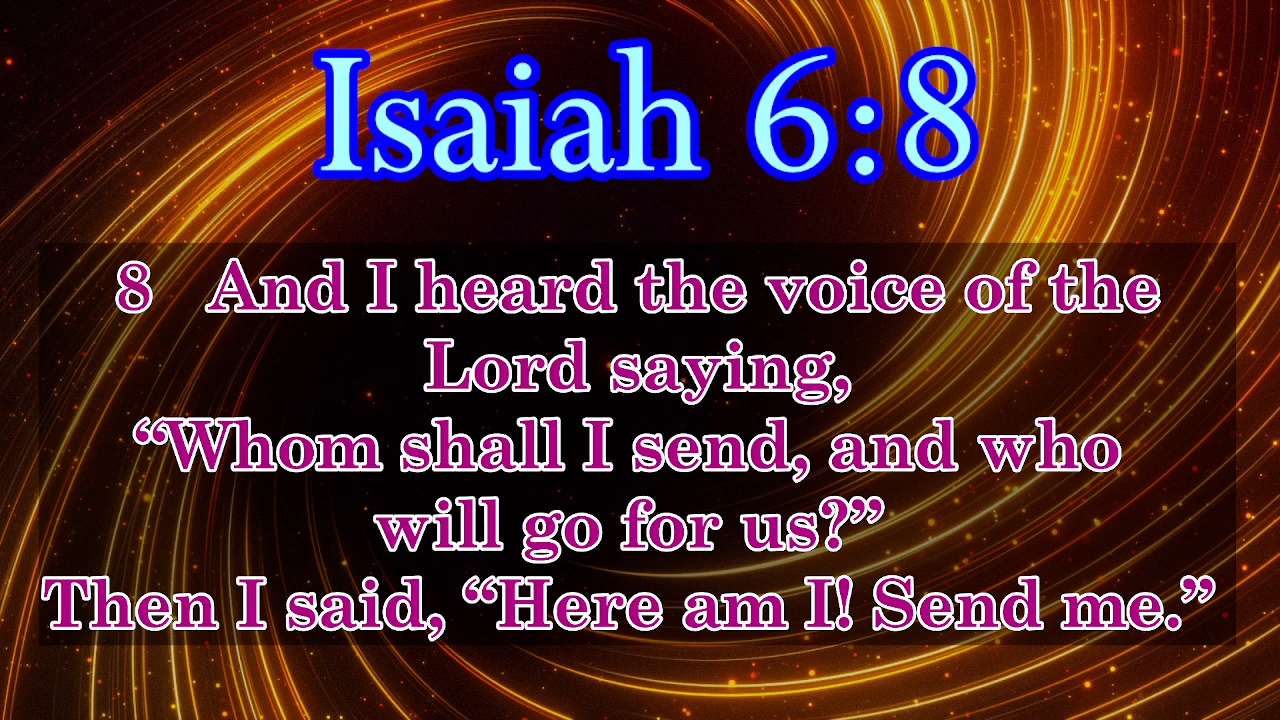 Isaiah 6:8
8 And I heard the voice of the
Lord saying,
“Whom shall I send, and who
will go for us?”
Then I said, “Here am I! Send me.”